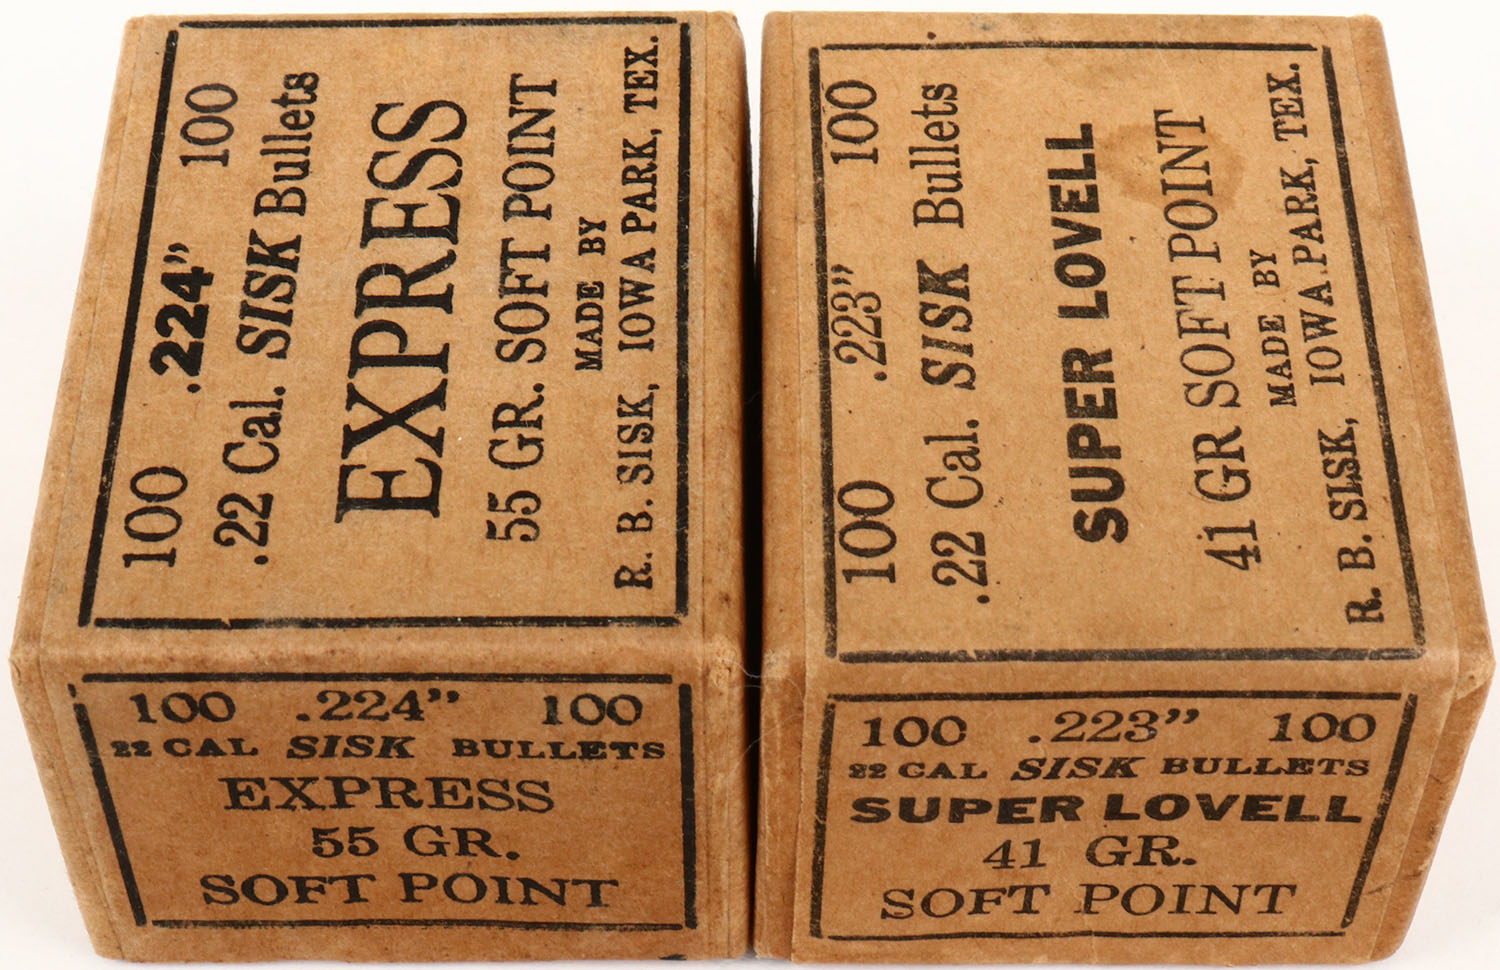 100 .224” 100
.22 Cal. SISK Bullets
EXPRESS
55 GR. SOFT POINT
MADE BY
R. B. SISK, IOWA PARK, TEX.
100 .224” 100
22 CAL SISK BULLETS
EXPRESS
55 GR.
SOFT POINT
100 .223” 100
.22 Cal. SISK Bullets
SUPER LOVELL
41 GR SOFT POINT
MADE BY
R. B. SISK, IOWA PARK, TEX.
100 .223” 100
22 CAL SISK BULLETS
SUPER LOVELL
41 GR.
SOFT POINT